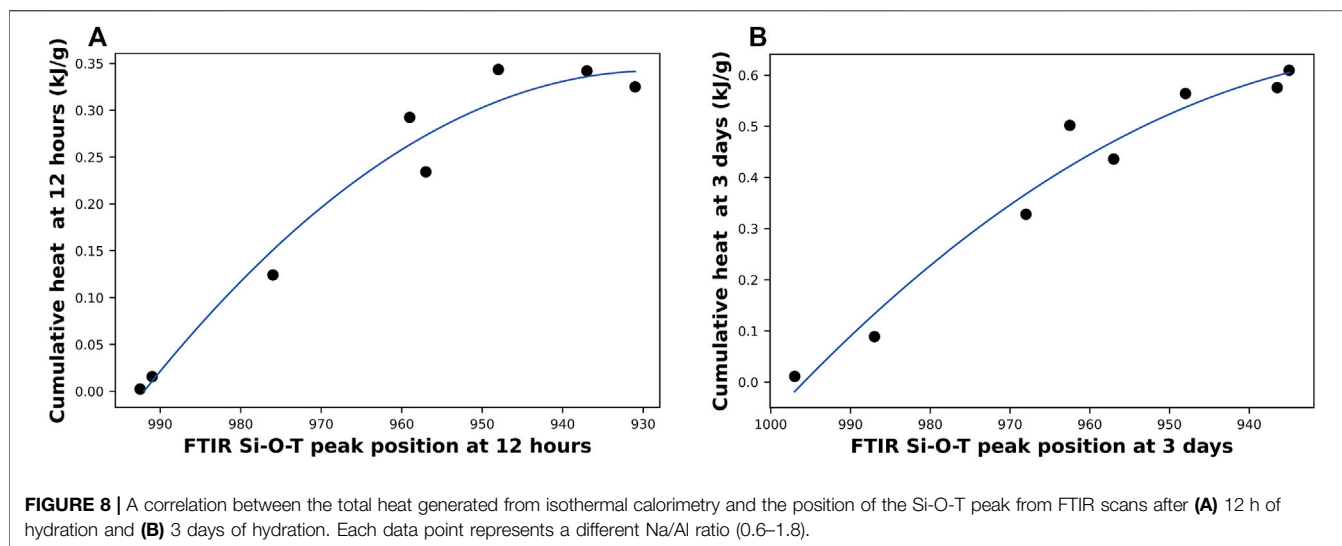 A
Cumulative heat at 12 hours (kJ/g)
0.35
0.30
0.25
0.20
0.15
0.10
0.05
0.00
990 980 970 960 950 940 930
FTIR Si-O-T peak position at 12 hours
B
Cumulative heat at 3 days (kJ/g)
0.6
0.5
0.4
0.3
0.2
0.1
0.0
1000 990 980 970 960 950 940
FTIR Si-O-T peak position at 3 days
FIGURE 8 | A correlation between the total heat generated from isothermal calorimetry and the position of the Si-O-T peak from FTIR scans after (A) 12 h of
hydration and (B) 3 days of hydration. Each data point represents a different Na/Al ratio (0.6–1.8).